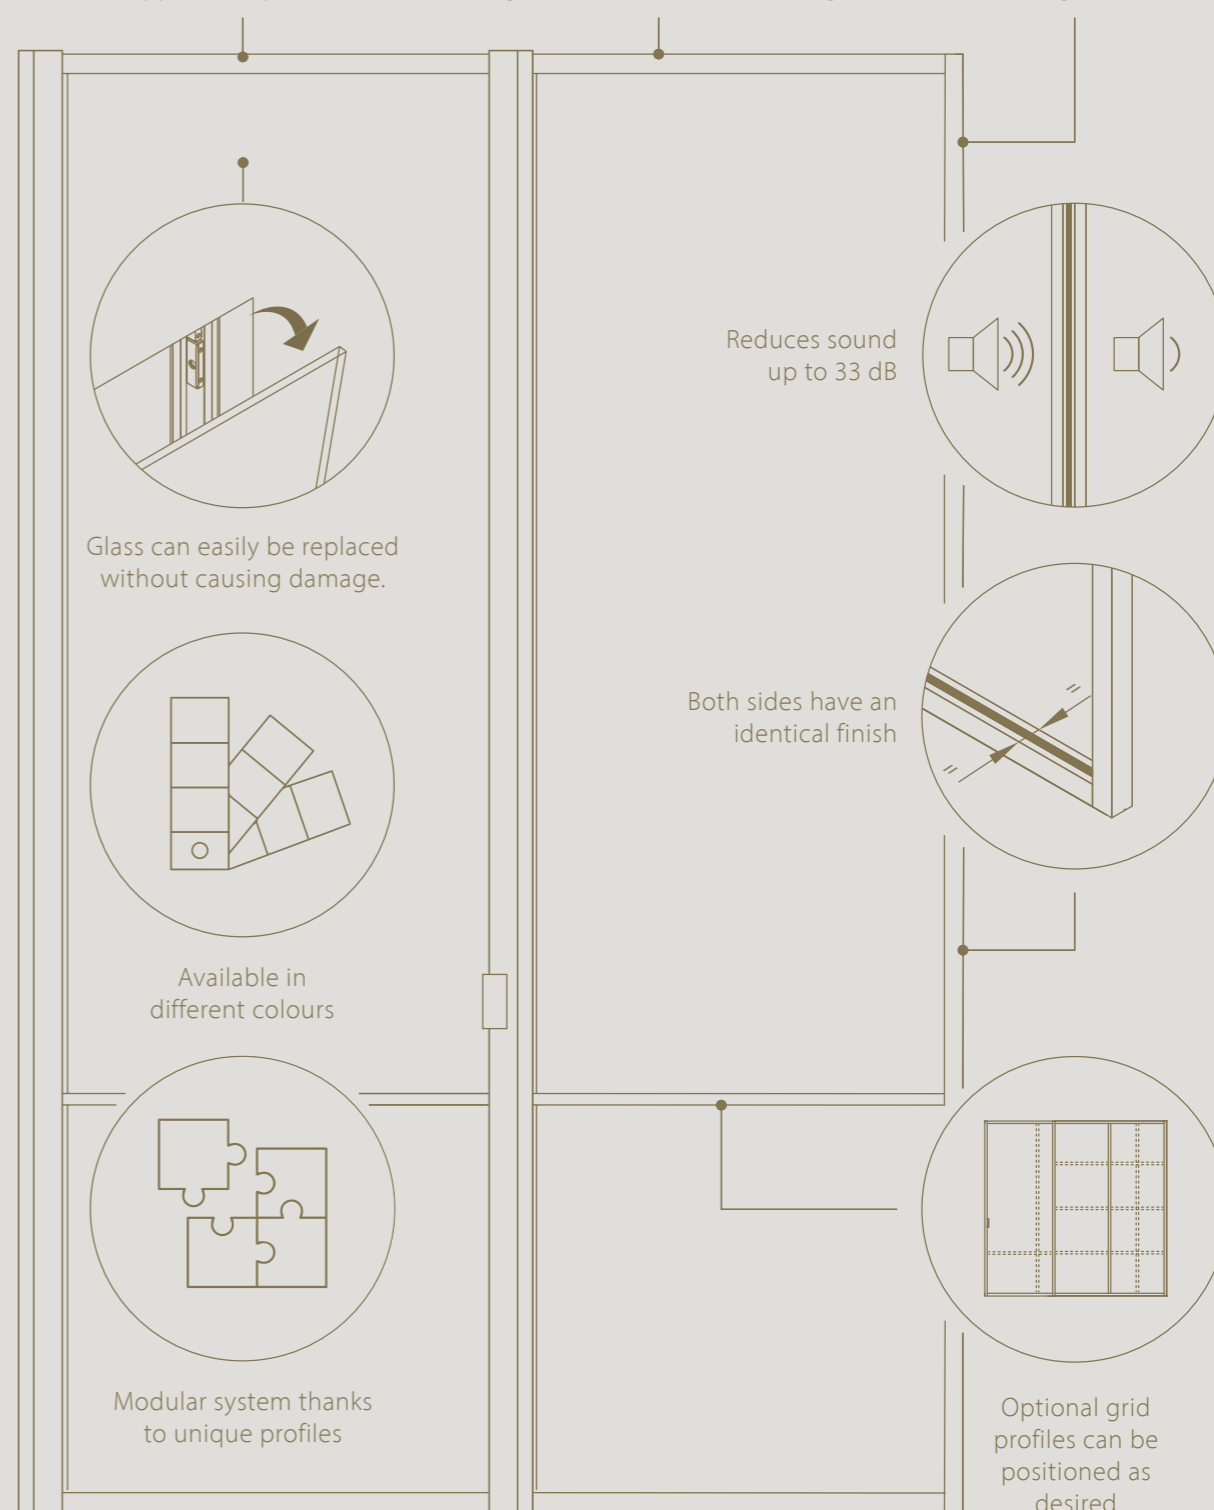 Glass can easily be replaced
without causing damage.
Available in
different colours
Modular system thanks
to unique profiles
Reduces sound
up to 33 dB
Both sides have an
identical finish
Optional grid
profiles can be
positioned as
desired